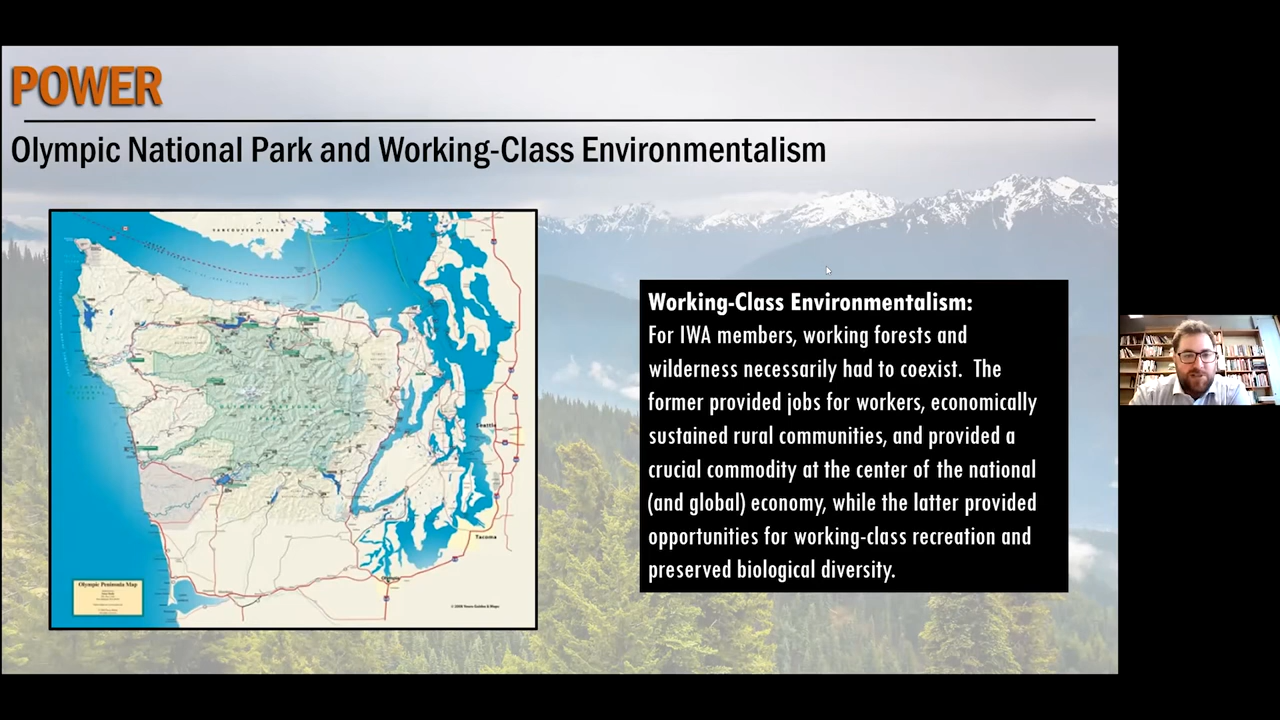 POWER
Olympic National Park and Working-Class Environmentalism
VANCOUVER ISLAND
Seattle
Tacoma
Olympia
Olympic Peninsula Map
Working-Class Environmentalism:
For IWA members, working forests and
wilderness necessarily had to coexist. The
former provided jobs for workers, economically
sustained rural communities, and provided a
crucial commodity at the center of the national
(and global) economy, while the latter provided
opportunities for working-class recreation and
preserved biological diversity.